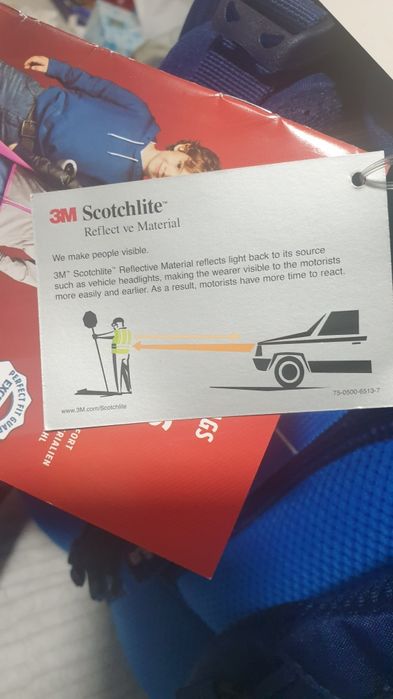 3M Scotchlite™
Reflect ve Material
We make people visible.
3M™ Scotchlite™ Reflective Material reflects light back to its source
such as vehicle headlights, making the wearer visible to the motorists
more easily and earlier. As a result, motorists have more time to react.
75-0500-6513-7
www.3M.com/Scotchlite
PERFECT FIT